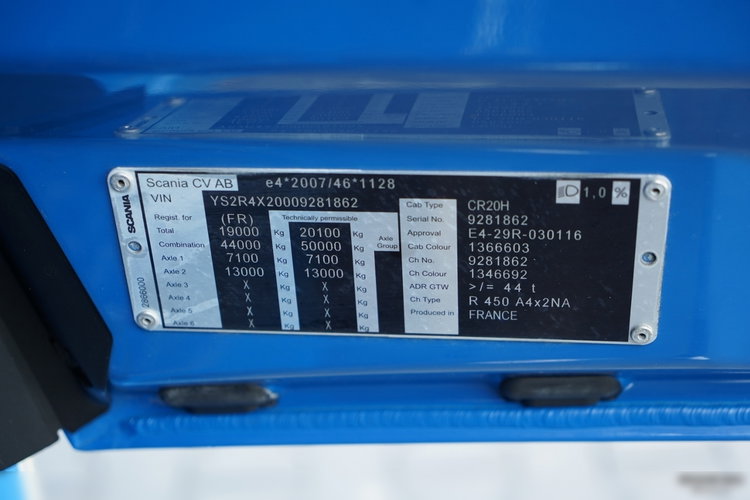 Scania CV AB e4*2007/46*1128 1,0 %
VIN YS2R4X20009281862
SCANIA
2866000
Regist. for (FR) Technically permissible
Total 19000 Kg 20100 Kg Axle Group
Combination 44000 Kg 50000 Kg
Axle 1 7100 Kg 7100 Kg
Axle 2 13000 Kg 13000 Kg
Axle 3 X Kg X Kg
Axle 4 X Kg X Kg
Axle 5 X Kg X Kg
Axle 6 X Kg X Kg
Cab Type CR20H
Serial No. 9281862
Approval E4-29R-030116
Cab Colour 1366603
Ch No. 9281862
Ch Colour 1346692
ADR GTW >/= 44 t
Ch Type R 450 A4x2NA
Produced in FRANCE